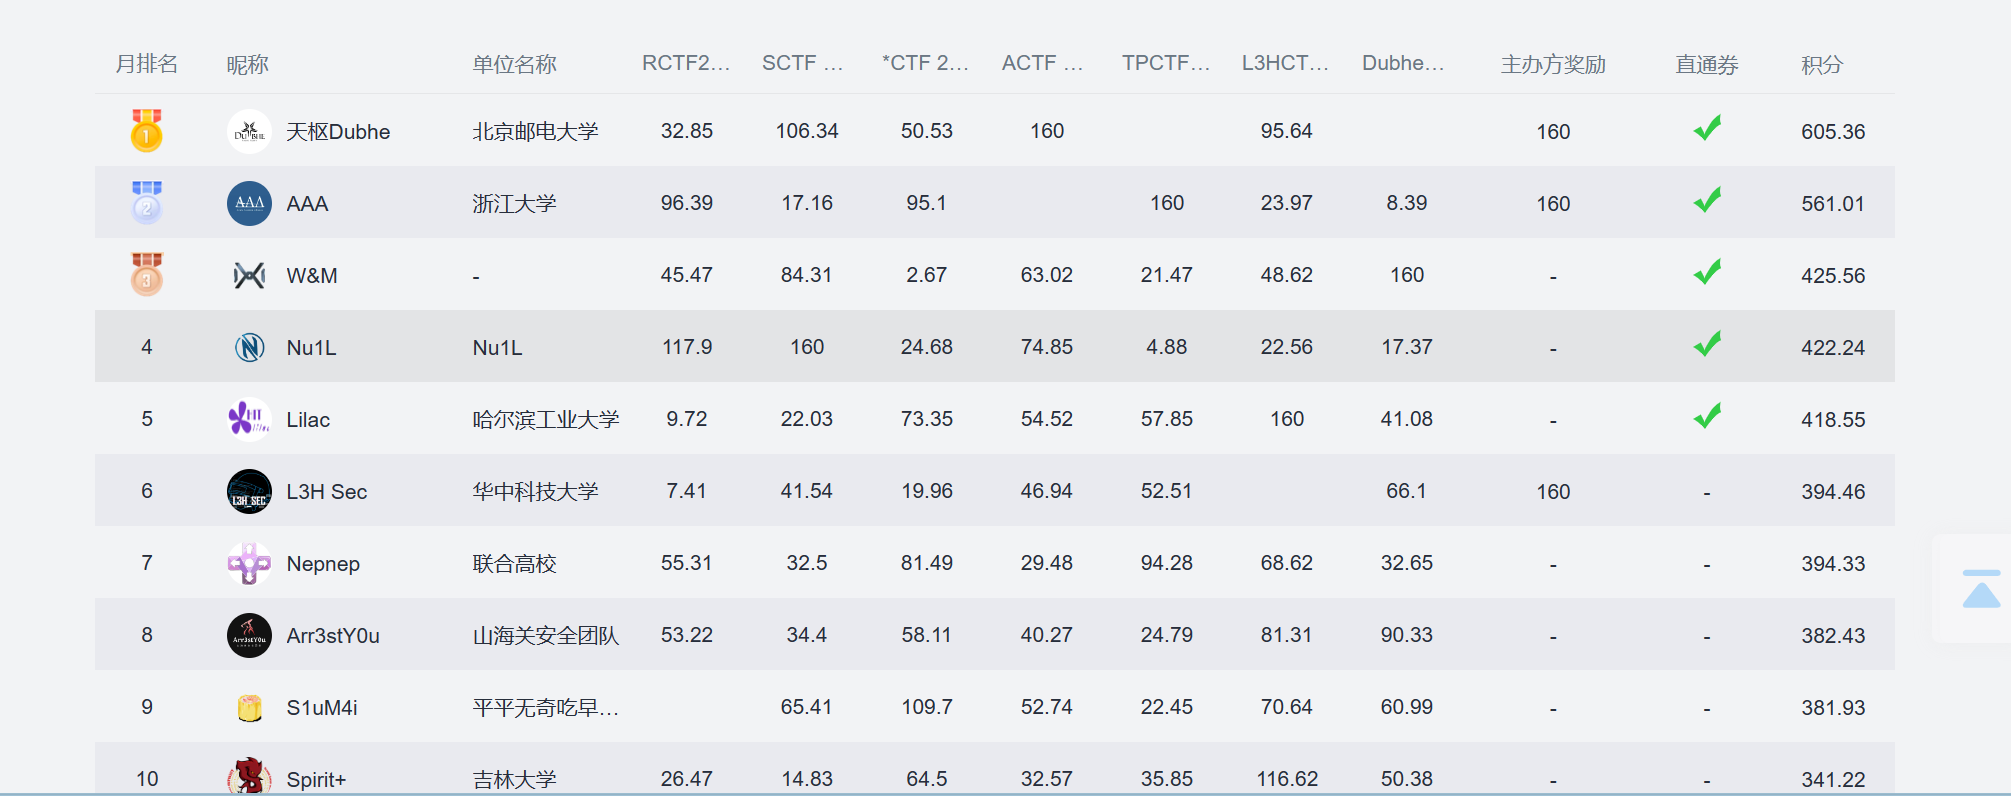 月排名 昵称 单位名称 RCTF2... SCTF ... *CTF 2... ACTF ... TPCTF... L3HCT... Dubhe... 主办方奖励 直通券 积分
1 天枢Dubhe 北京邮电大学 32.85 106.34 50.53 160 95.64 160 605.36
2 AAA AAA 浙江大学 96.39 17.16 95.1 160 23.97 8.39 160 561.01
3 W&M - 45.47 84.31 2.67 63.02 21.47 48.62 160 - 425.56
4 Nu1L Nu1L 117.9 160 24.68 74.85 4.88 22.56 17.37 - 422.24
5 HIT Lilac 哈尔滨工业大学 9.72 22.03 73.35 54.52 57.85 160 41.08 - 418.55
6 L3H SEC L3H Sec 华中科技大学 7.41 41.54 19.96 46.94 52.51 66.1 160 - 394.46
7 Nepnep 联合高校 55.31 32.5 81.49 29.48 94.28 68.62 32.65 - - 394.33
8 Arr3stY0u Arr3stY0u 山海关安全团队 53.22 34.4 58.11 40.27 24.79 81.31 90.33 - - 382.43
9 S1uM4i 平平无奇吃早... 65.41 109.7 52.74 22.45 70.64 60.99 - - 381.93
10 Spirit+ 吉林大学 26.47 14.83 64.5 32.57 35.85 116.62 50.38 - - 341.22